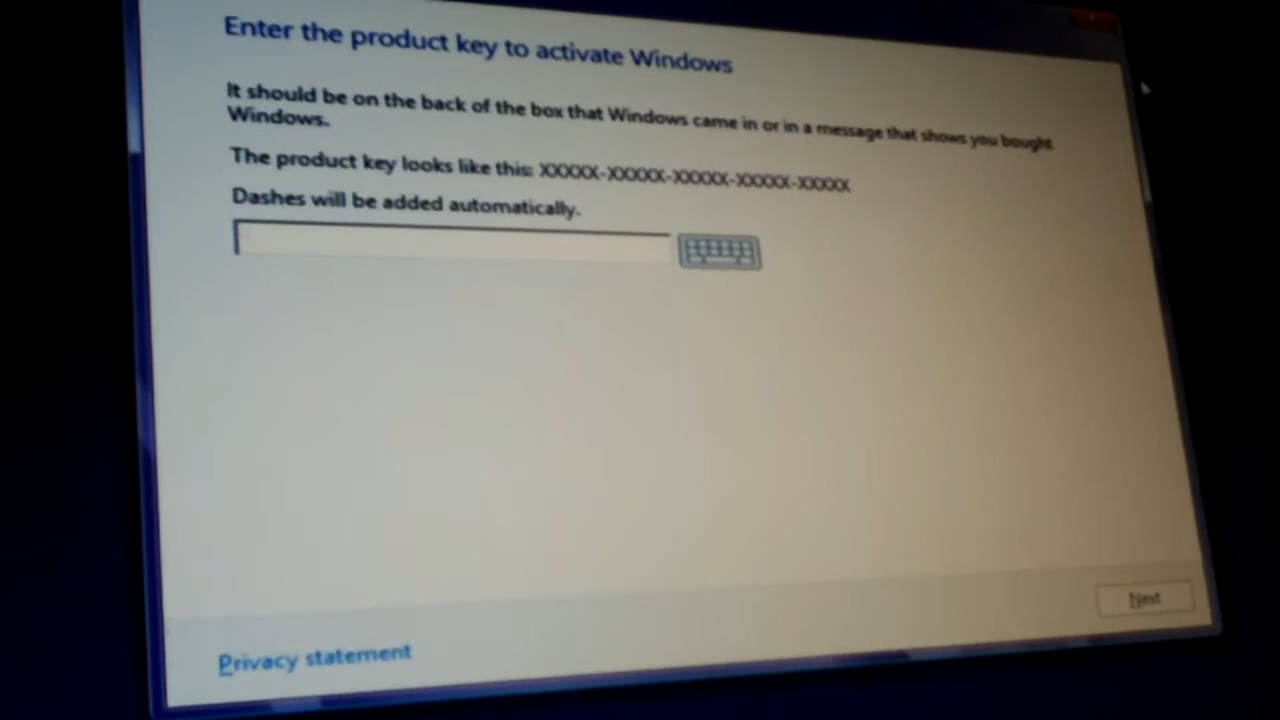 Enter the product key to activate Windows
It should be on the back of the box that Windows came in or in a message that shows you bought
Windows.
The product key looks like this: XXXXX-XXXXX-XXXXX-XXXXX-XXXXX
Dashes will be added automatically.
Next
Privacy statement